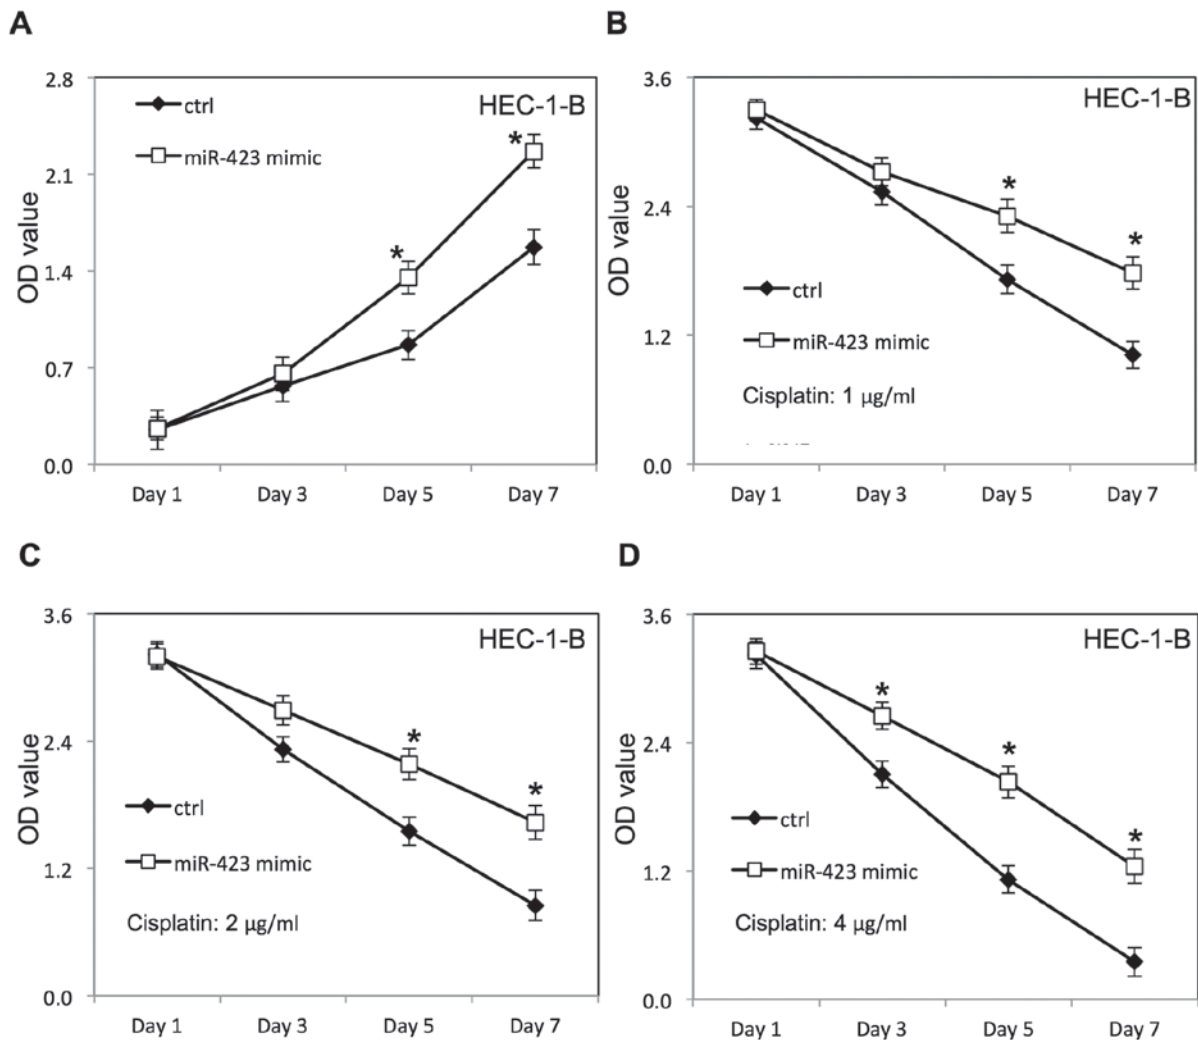 A
HEC-1-B
ctrl
miR-423 mimic
*
*
OD value
2.8
2.1
1.4
0.7
0.0
Day 1 Day 3 Day 5 Day 7
B
HEC-1-B
*
*
ctrl
miR-423 mimic
Cisplatin: 1 µg/ml
OD value
3.6
2.4
1.2
0.0
Day 1 Day 3 Day 5 Day 7
C
HEC-1-B
*
*
ctrl
miR-423 mimic
Cisplatin: 2 µg/ml
OD value
3.6
2.4
1.2
0.0
Day 1 Day 3 Day 5 Day 7
D
HEC-1-B
*
*
*
ctrl
miR-423 mimic
Cisplatin: 4 µg/ml
OD value
3.6
2.4
1.2
0.0
Day 1 Day 3 Day 5 Day 7